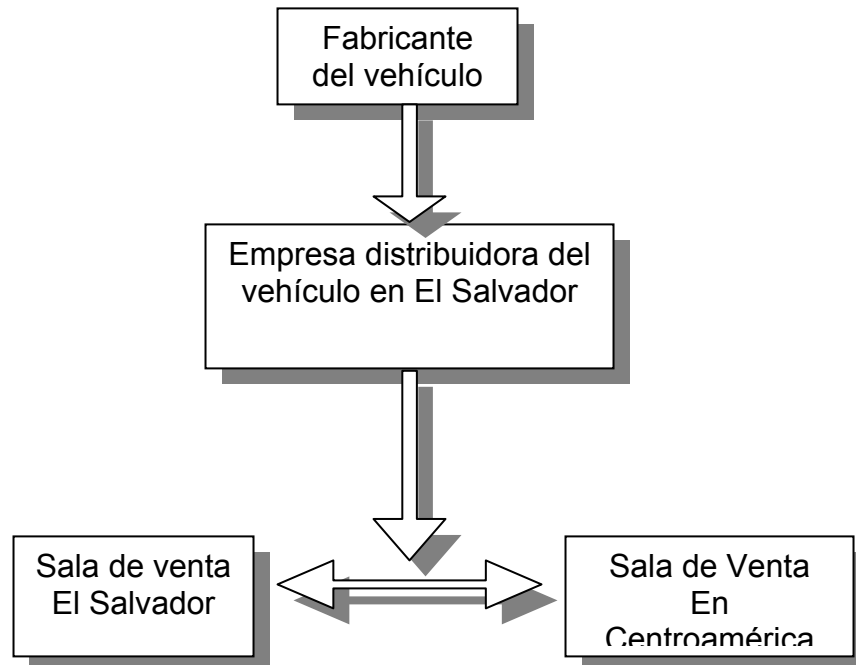 Fabricante
del vehículo
Empresa distribuidora del
vehículo en El Salvador
Sala de venta
El Salvador
Sala de Venta
En
Centroamérica